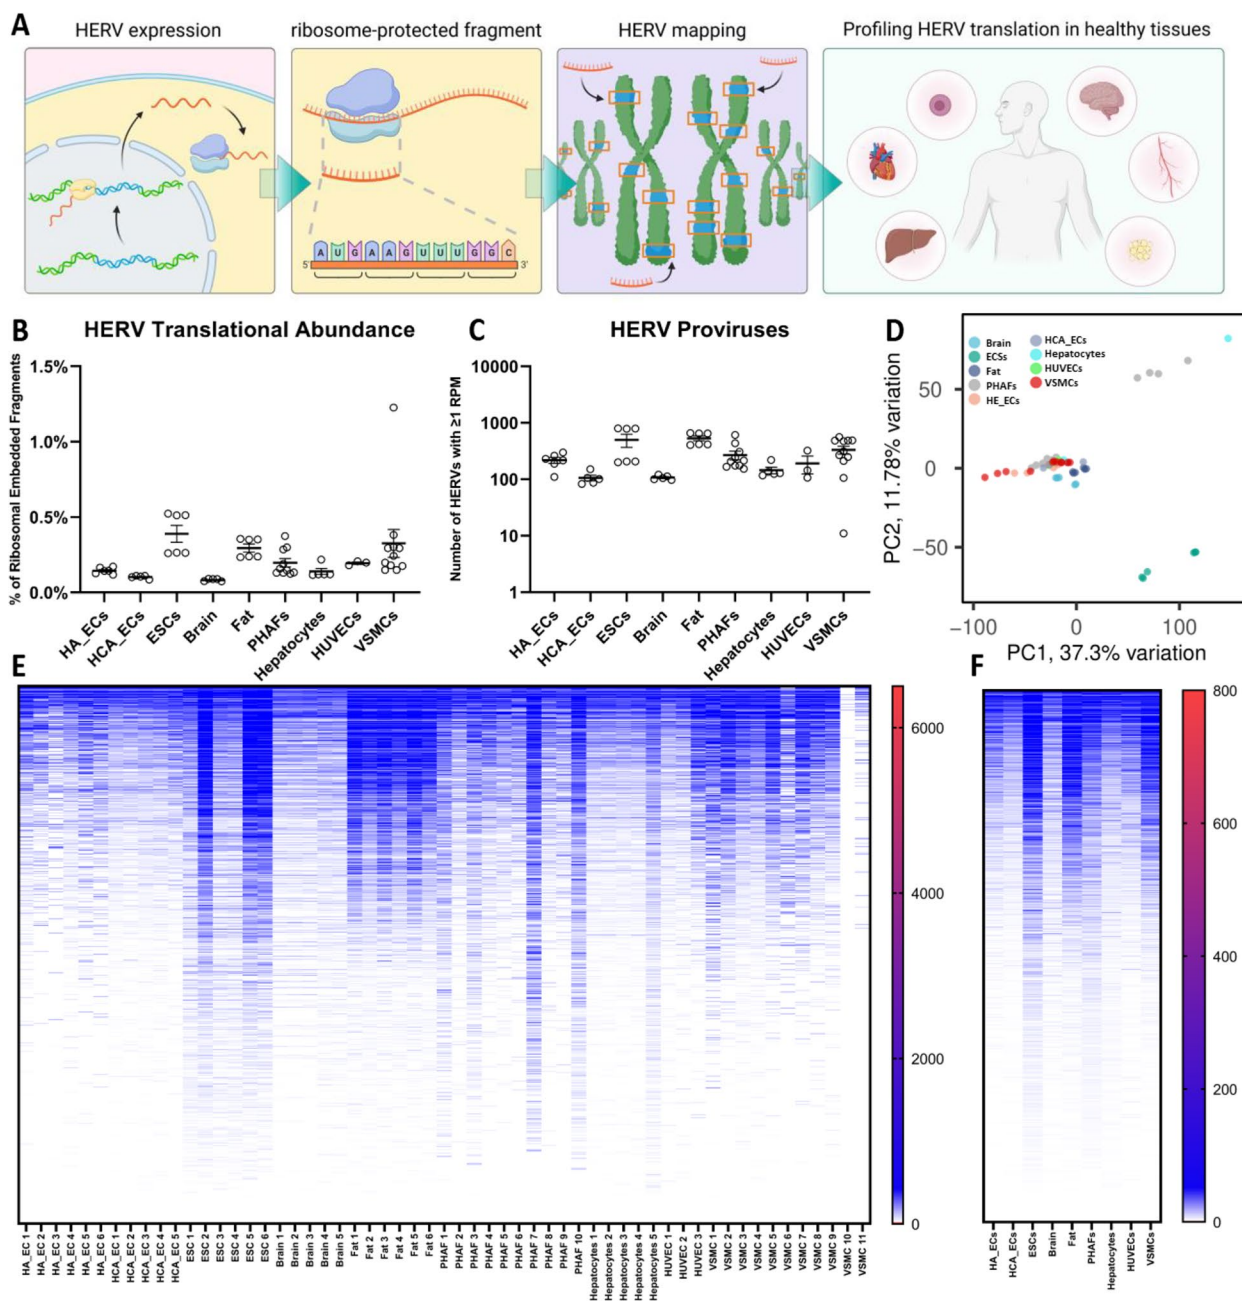 A
HERV expression
ribosome-protected fragment
HERV mapping
Profiling HERV translation in healthy tissues
A U G A A G U U U G G C
5'
3'
B
HERV Translational Abundance
% of Ribosomal Embedded Fragments
1.5%
1.0%
0.5%
0.0%
HA_ECs
HCA_ECs
ESCs
Brain
Fat
PHAFs
Hepatocytes
HUVECs
VSMCs
C
HERV Proviruses
Number of HERVs with ≥1 RPM
10000
1000
100
10
1
HA_ECs
HCA_ECs
ESCs
Brain
Fat
PHAFs
Hepatocytes
HUVECs
VSMCs
D
Brain
ECSs
Fat
PHAFs
HE_ECs
HCA_ECs
Hepatocytes
HUVECs
VSMCs
PC2, 11.78% variation
50
0
−50
−100
0
100
PC1, 37.3% variation
E
6000
4000
2000
0
HA_EC 1
HA_EC 2
HA_EC 3
HA_EC 4
HA_EC 5
HA_EC 6
HCA_EC 1
HCA_EC 2
HCA_EC 3
HCA_EC 4
HCA_EC 5
ESC 1
ESC 2
ESC 3
ESC 4
ESC 5
ESC 6
Brain 1
Brain 2
Brain 3
Brain 4
Brain 5
Fat 1
Fat 2
Fat 3
Fat 4
Fat 5
Fat 6
PHAF 1
PHAF 2
PHAF 3
PHAF 4
PHAF 5
PHAF 6
PHAF 7
PHAF 8
PHAF 9
PHAF 10
Hepatocytes 1
Hepatocytes 2
Hepatocytes 3
Hepatocytes 4
Hepatocytes 5
HUVEC 1
HUVEC 2
HUVEC 3
VSMC 1
VSMC 2
VSMC 3
VSMC 4
VSMC 5
VSMC 6
VSMC 7
VSMC 8
VSMC 9
VSMC 10
VSMC 11
F
800
600
400
200
0
HA_ECs
HCA_ECs
ESCs
Brain
Fat
PHAFs
Hepatocytes
HUVECs
VSMCs